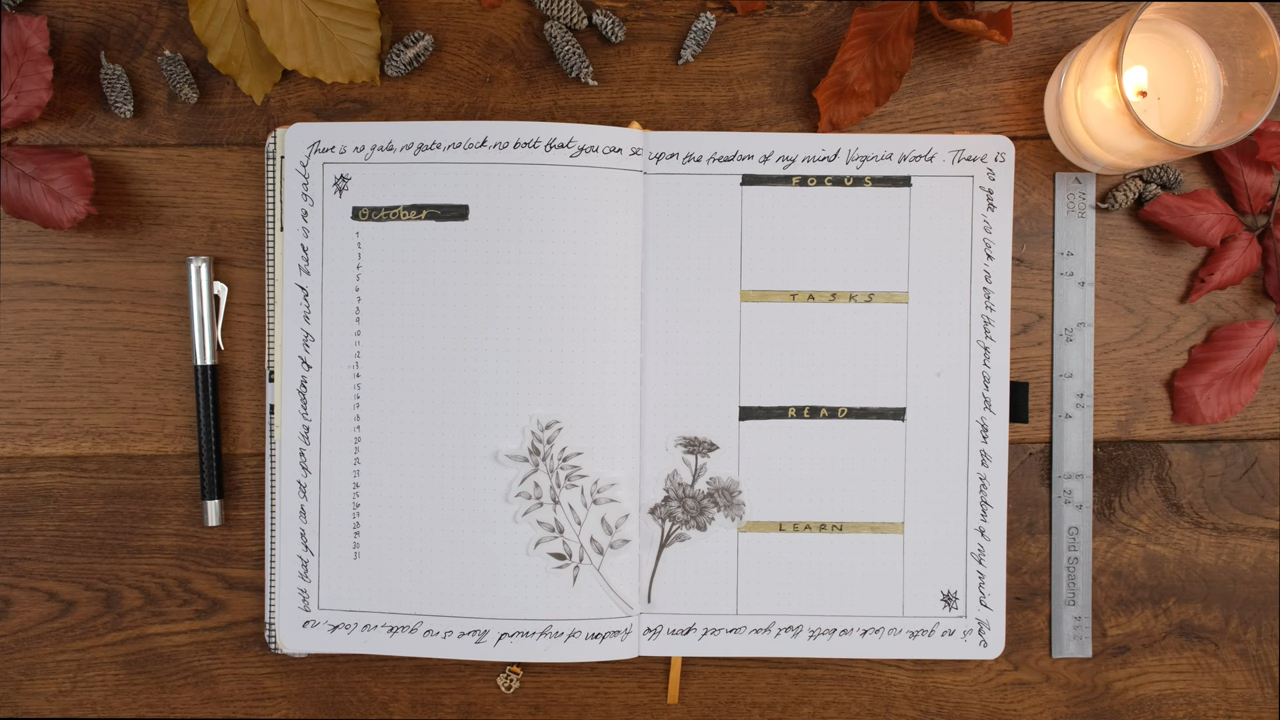 There is no gate, no gate, no lock, no bolt that you can set upon the freedom of my mind. Virginia Woolf. There is
no gate, no lock, no bolt that you can set upon the freedom of my mind. There
is no gate, no lock, no bolt that you can set upon the
freedom of my mind. There is no gate, no lock, no
bolt that you can set upon the freedom of my mind. There is no gate
October
1
2
3
4
5
6
7
8
9
10
11
12
13
14
15
16
17
18
19
20
21
22
23
24
25
26
27
28
29
30
31
FOCUS
TASKS
READ
LEARN
MOR
COL
Grid Spacing